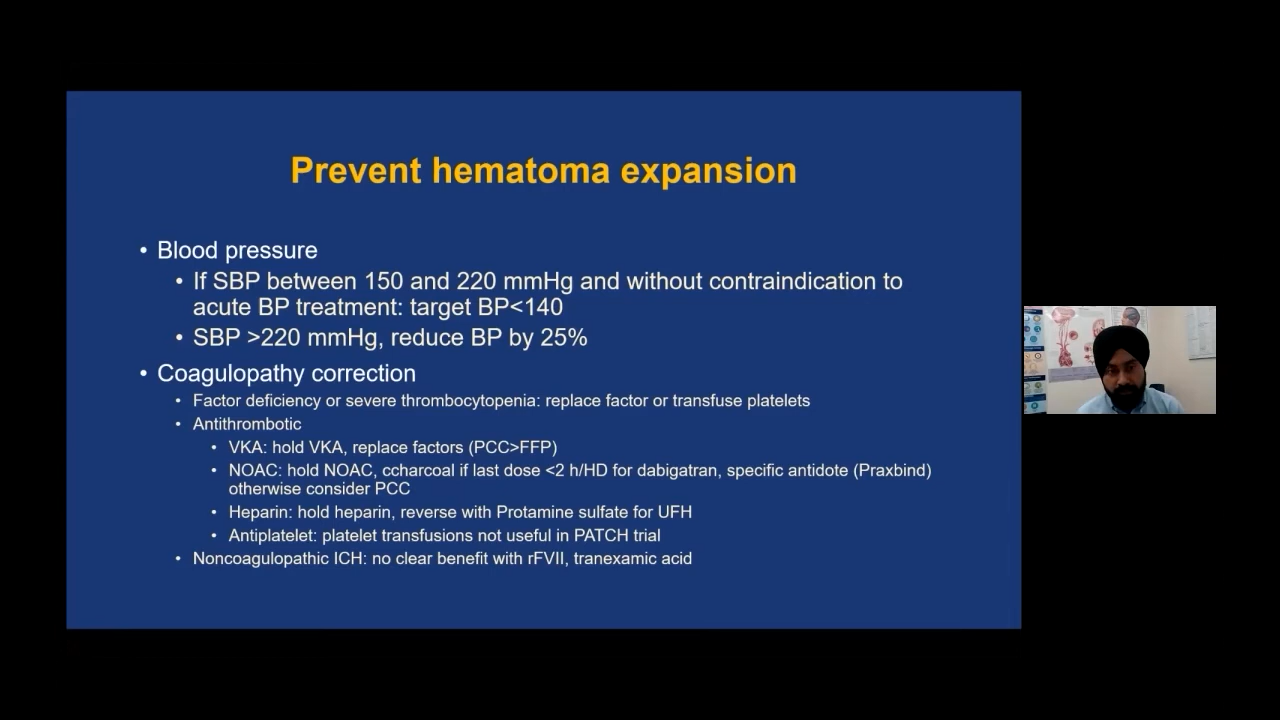 Prevent hematoma expansion
• Blood pressure
• If SBP between 150 and 220 mmHg and without contraindication to
acute BP treatment: target BP<140
• SBP >220 mmHg, reduce BP by 25%
• Coagulopathy correction
• Factor deficiency or severe thrombocytopenia: replace factor or transfuse platelets
• Antithrombotic
• VKA: hold VKA, replace factors (PCC>FFP)
• NOAC: hold NOAC, ccharcoal if last dose <2 h/HD for dabigatran, specific antidote (Praxbind)
otherwise consider PCC
• Heparin: hold heparin, reverse with Protamine sulfate for UFH
• Antiplatelet: platelet transfusions not useful in PATCH trial
• Noncoagulopathic ICH: no clear benefit with rFVII, tranexamic acid